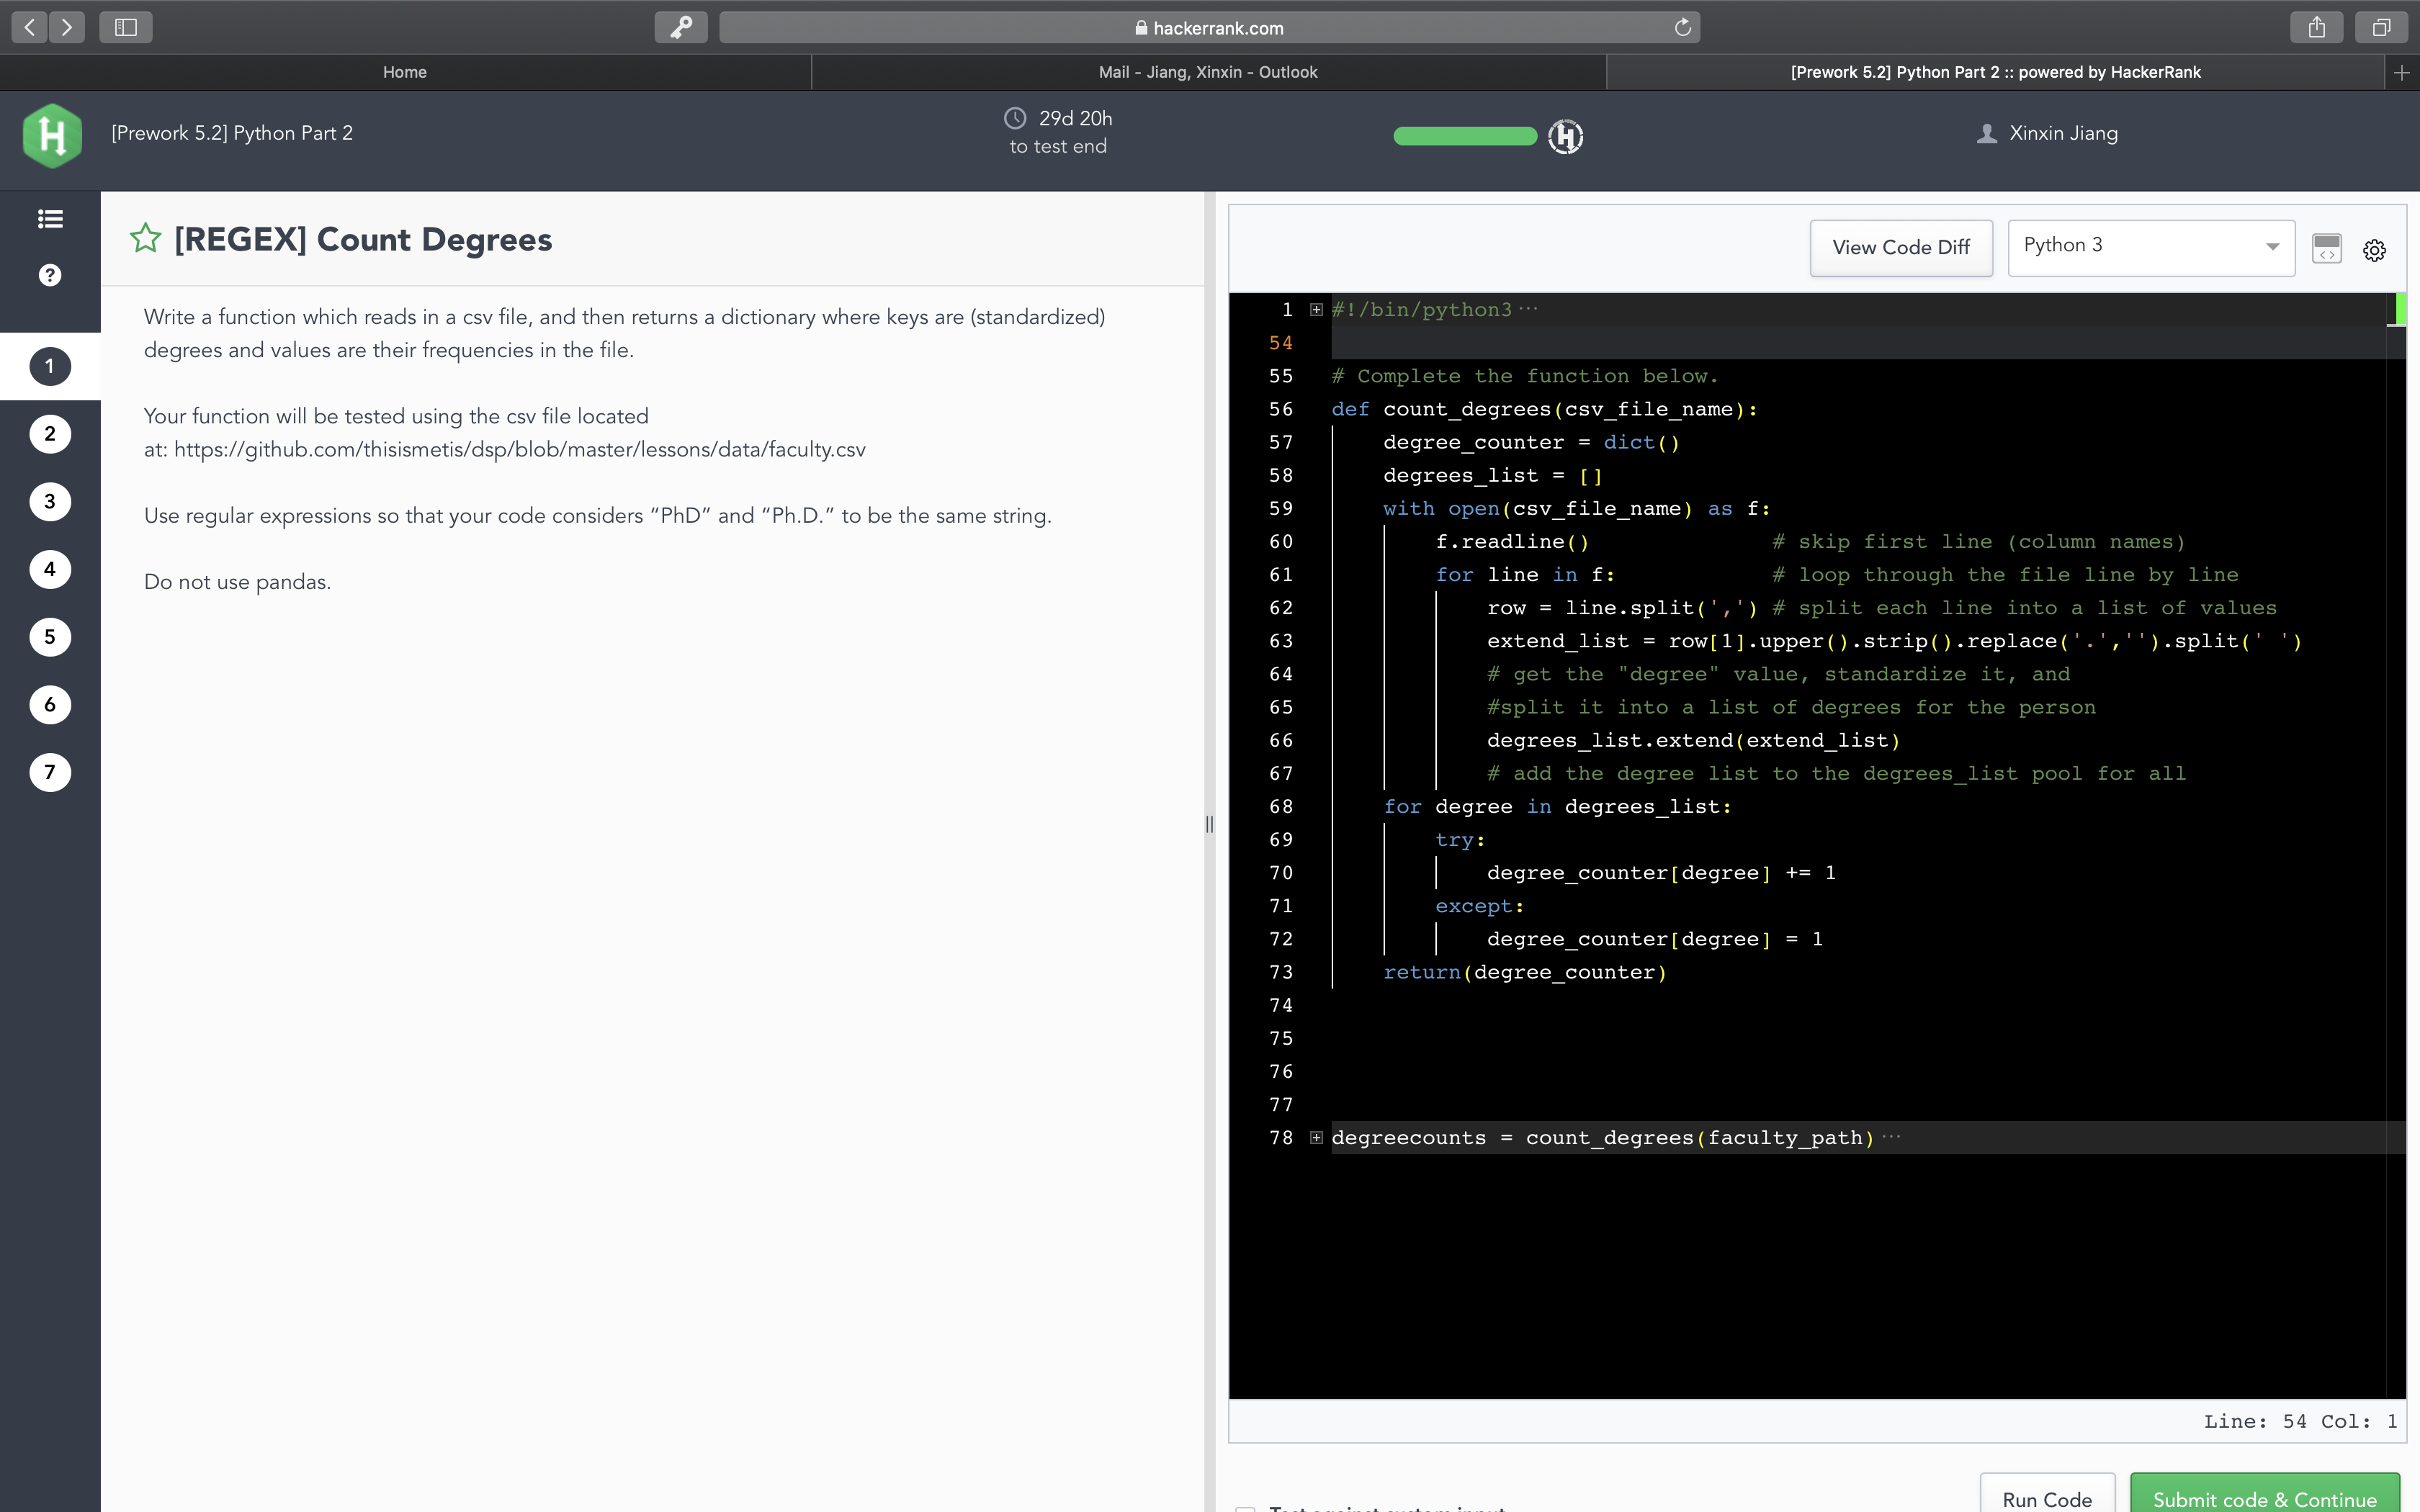 hackerrank.com
Home
Mail - Jiang, Xinxin - Outlook
[Prework 5.2] Python Part 2 :: powered by HackerRank
[Prework 5.2] Python Part 2
29d 20h
to test end
Xinxin Jiang
[REGEX] Count Degrees
Write a function which reads in a csv file, and then returns a dictionary where keys are (standardized)
degrees and values are their frequencies in the file.
Your function will be tested using the csv file located
at: https://github.com/thisismetis/dsp/blob/master/lessons/data/faculty.csv
Use regular expressions so that your code considers “PhD” and “Ph.D.” to be the same string.
Do not use pandas.
1
2
3
4
5
6
7
View Code Diff
Python 3
1 #!/bin/python3 ...
54
55 # Complete the function below.
56 def count_degrees(csv_file_name):
57     degree_counter = dict()
58     degrees_list = []
59     with open(csv_file_name) as f:
60         f.readline()              # skip first line (column names)
61         for line in f:            # loop through the file line by line
62             row = line.split(',') # split each line into a list of values
63             extend_list = row[1].upper().strip().replace('.','').split(' ')
64             # get the "degree" value, standardize it, and
65             #split it into a list of degrees for the person
66             degrees_list.extend(extend_list)
67             # add the degree list to the degrees_list pool for all
68     for degree in degrees_list:
69         try:
70             degree_counter[degree] += 1
71         except:
72             degree_counter[degree] = 1
73     return(degree_counter)
74
75
76
77
78 degreecounts = count_degrees(faculty_path) ...
Line: 54 Col: 1
Run Code
Submit code & Continue